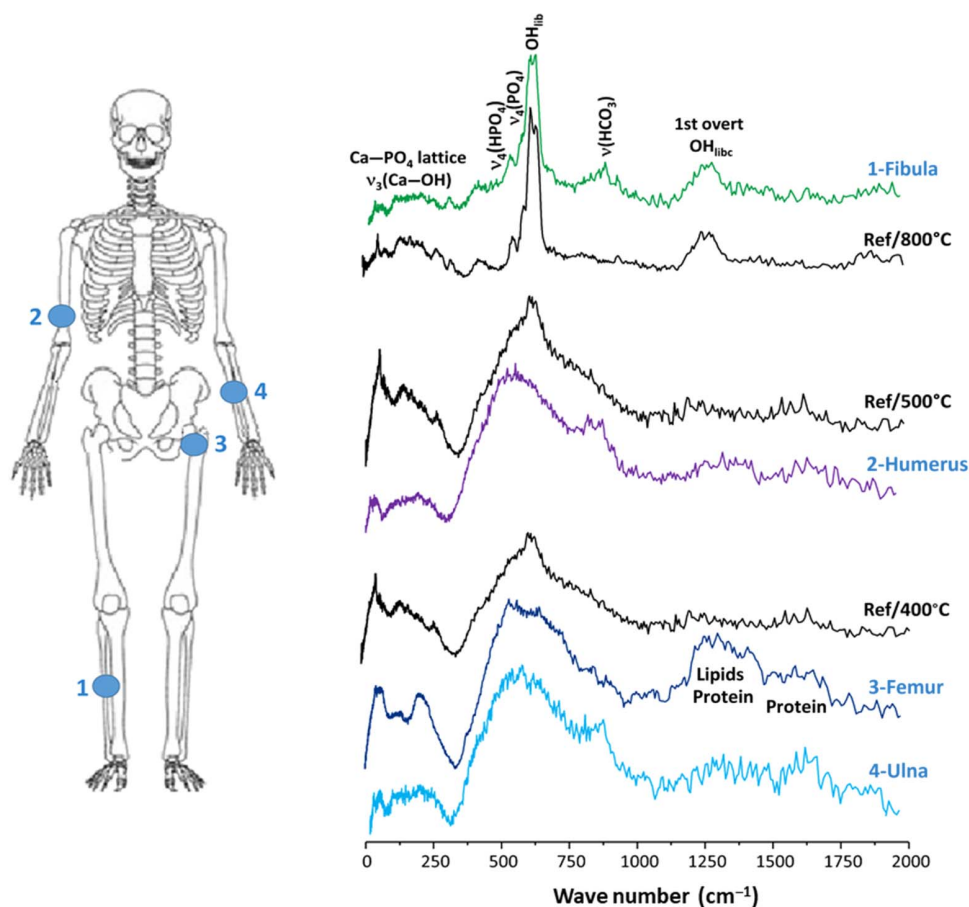 2
4
3
1
OH_lib
ν₄(HPO₄)
ν₄(PO₄)
ν(HCO₃)
Ca—PO₄ lattice
ν₃(Ca—OH)
1st overt
OH_libc
1-Fibula
Ref/800°C
Ref/500°C
2-Humerus
Ref/400°C
Lipids
Protein
Protein
3-Femur
4-Ulna
0 250 500 750 1000 1250 1500 1750 2000
Wave number (cm⁻¹)